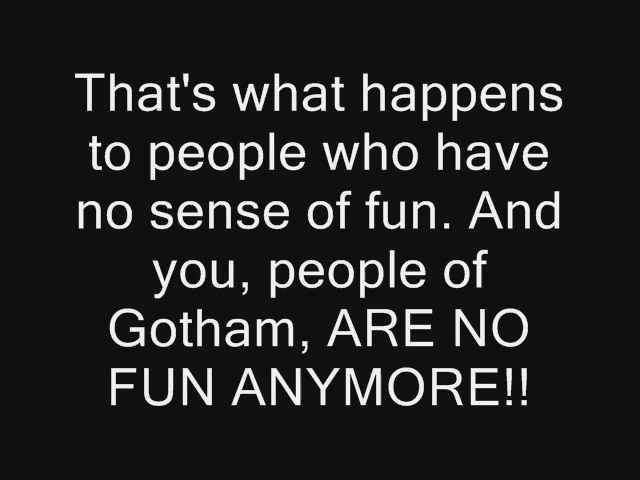 That's what happens
to people who have
no sense of fun. And
you, people of
Gotham, ARE NO
FUN ANYMORE!!